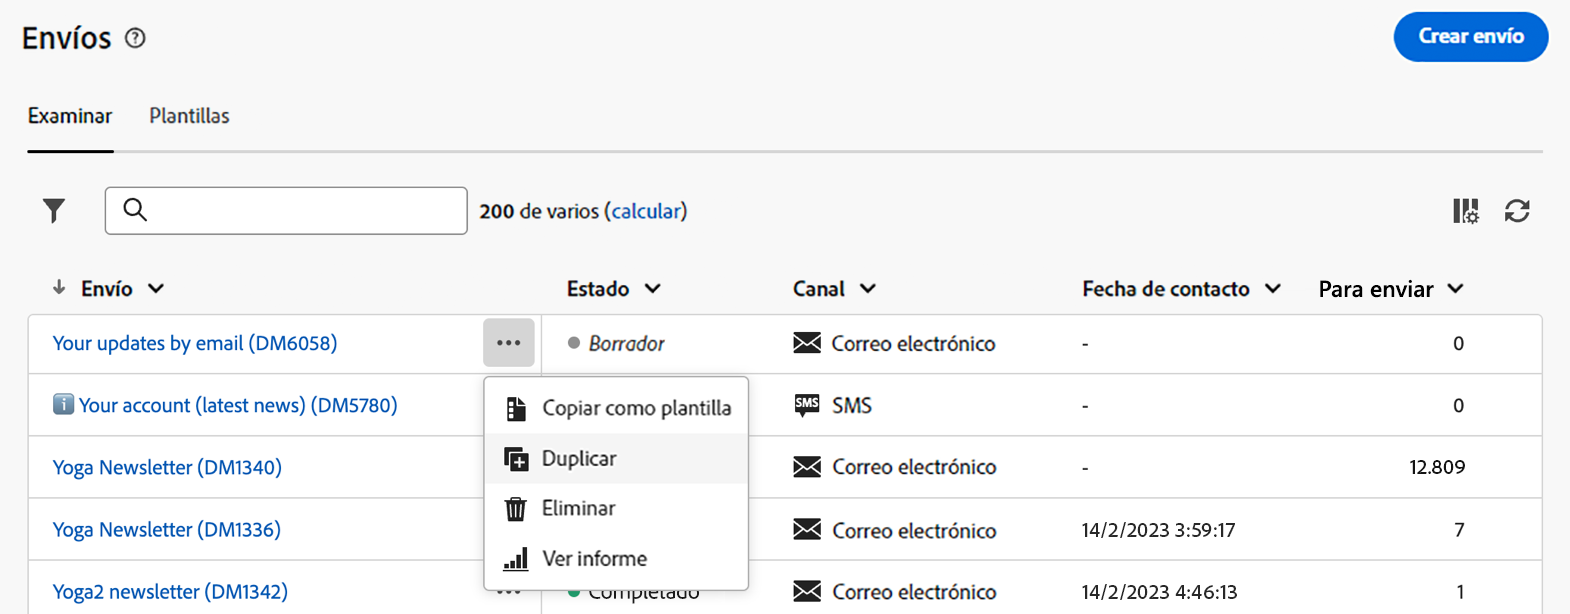 Envíos
Crear envío
Examinar Plantillas
200 de varios (calcular)
Envío Estado Canal Fecha de contacto Para enviar
Your updates by email (DM6058) ... Borrador Correo electrónico - 0
Your account (latest news) (DM5780) SMS SMS - 0
Copiar como plantilla
Yoga Newsletter (DM1340) Duplicar Correo electrónico - 12.809
Eliminar
Yoga Newsletter (DM1336) Correo electrónico 14/2/2023 3:59:17 7
Ver informe
Yoga2 newsletter (DM1342) ... Completado Correo electrónico 14/2/2023 4:46:13 1